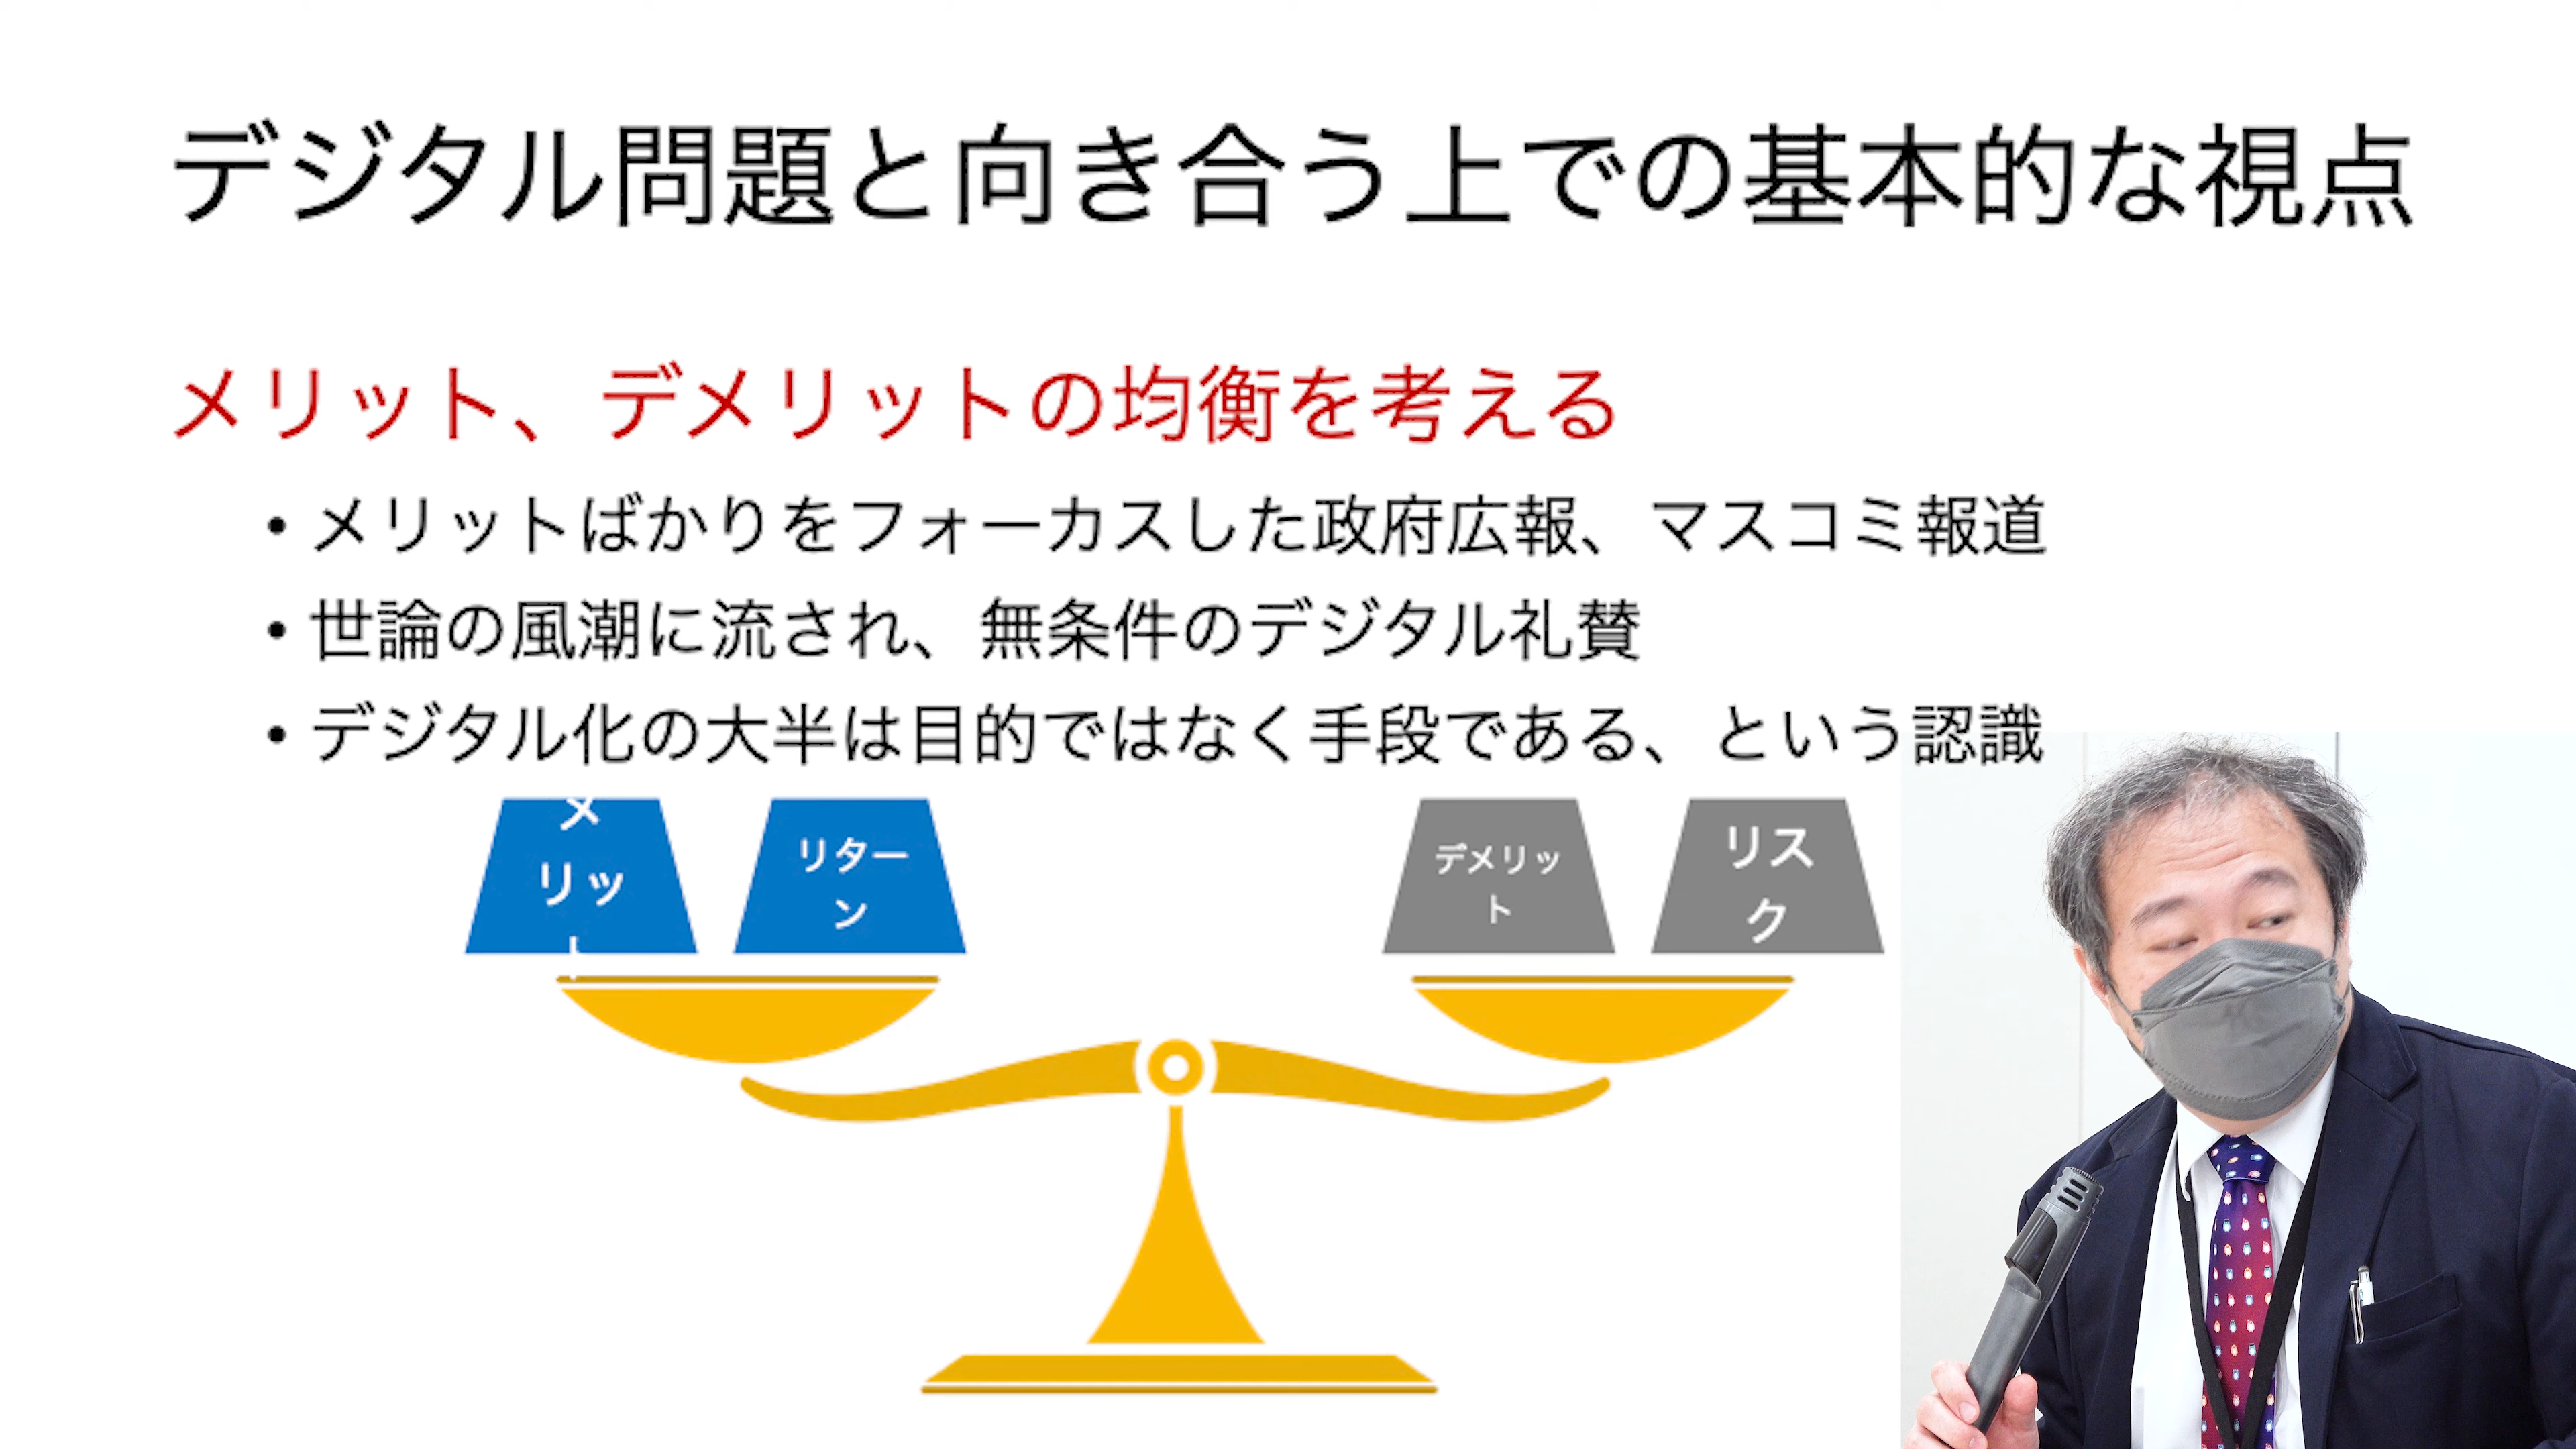 デジタル問題と向き合う上での基本的な視点
メリット、デメリットの均衡を考える
• メリットばかりをフォーカスした政府広報、マスコミ報道
• 世論の風潮に流され、無条件のデジタル礼賛
• デジタル化の大半は目的ではなく手段である、という認識
メ
リッ
ト
リター
ン
デメリッ
ト
リス
ク